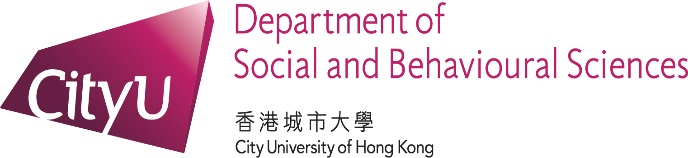 CityU
Department of
Social and Behavioural Sciences
香港城市大學
City University of Hong Kong